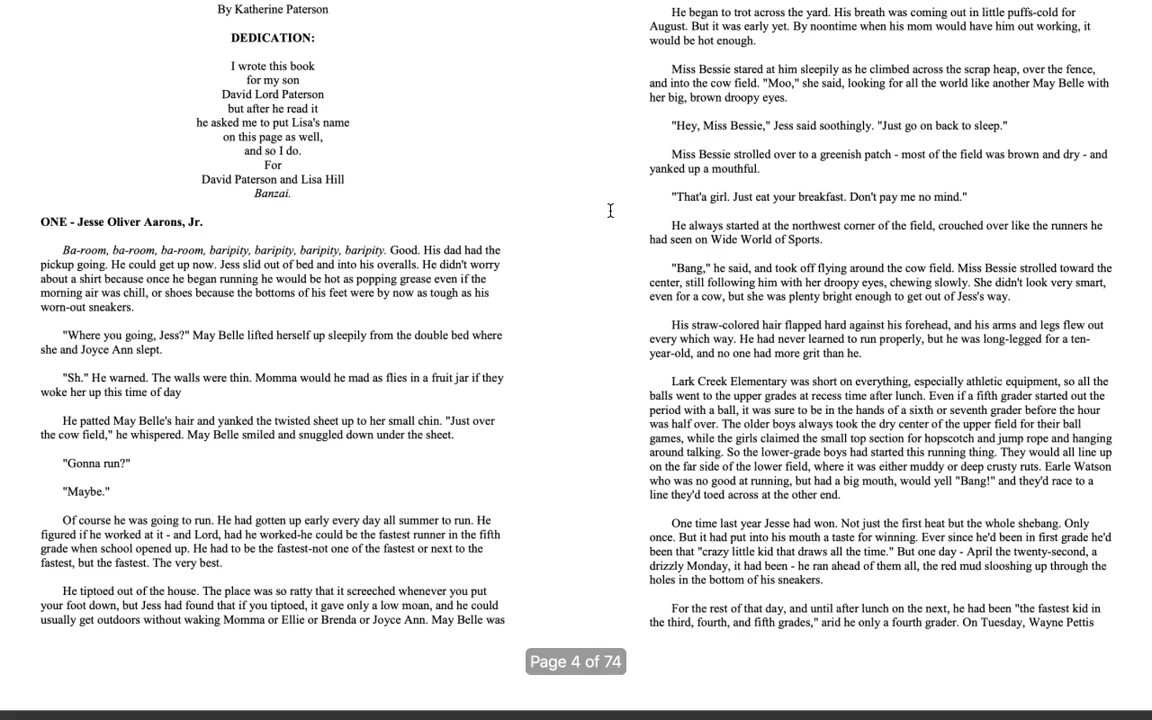 By Katherine Paterson
DEDICATION:
I wrote this book
for my son
David Lord Paterson
but after he read it
he asked me to put Lisa's name
on this page as well,
and so I do.
For
David Paterson and Lisa Hill
Banzai.
ONE - Jesse Oliver Aarons, Jr.
Ba-room, ba-room, ba-room, baripity, baripity, baripity, baripity. Good. His dad had the
pickup going. He could get up now. Jess slid out of bed and into his overalls. He didn't worry
about a shirt because once he began running he would be hot as popping grease even if the
morning air was chill, or shoes because the bottoms of his feet were by now as tough as his
worn-out sneakers.
"Where you going, Jess?" May Belle lifted herself up sleepily from the double bed where
she and Joyce Ann slept.
"Sh." He warned. The walls were thin. Momma would he mad as flies in a fruit jar if they
woke her up this time of day
He patted May Belle's hair and yanked the twisted sheet up to her small chin. "Just over
the cow field," he whispered. May Belle smiled and snuggled down under the sheet.
"Gonna run?"
"Maybe."
Of course he was going to run. He had gotten up early every day all summer to run. He
figured if he worked at it - and Lord, had he worked-he could be the fastest runner in the fifth
grade when school opened up. He had to be the fastest-not one of the fastest or next to the
fastest, but the fastest. The very best.
He tiptoed out of the house. The place was so ratty that it screeched whenever you put
your foot down, but Jess had found that if you tiptoed, it gave only a low moan, and he could
usually get outdoors without waking Momma or Ellie or Brenda or Joyce Ann. May Belle was
He began to trot across the yard. His breath was coming out in little puffs-cold for
August. But it was early yet. By noontime when his mom would have him out working, it
would be hot enough.
Miss Bessie stared at him sleepily as he climbed across the scrap heap, over the fence,
and into the cow field. "Moo," she said, looking for all the world like another May Belle with
her big, brown droopy eyes.
"Hey, Miss Bessie," Jess said soothingly. "Just go on back to sleep."
Miss Bessie strolled over to a greenish patch - most of the field was brown and dry - and
yanked up a mouthful.
"That'a girl. Just eat your breakfast. Don't pay me no mind."
He always started at the northwest corner of the field, crouched over like the runners he
had seen on Wide World of Sports.
"Bang," he said, and took off flying around the cow field. Miss Bessie strolled toward the
center, still following him with her droopy eyes, chewing slowly. She didn't look very smart,
even for a cow, but she was plenty bright enough to get out of Jess's way.
His straw-colored hair flapped hard against his forehead, and his arms and legs flew out
every which way. He had never learned to run properly, but he was long-legged for a ten-
year-old, and no one had more grit than he.
Lark Creek Elementary was short on everything, especially athletic equipment, so all the
balls went to the upper grades at recess time after lunch. Even if a fifth grader started out the
period with a ball, it was sure to be in the hands of a sixth or seventh grader before the hour
was half over. The older boys always took the dry center of the upper field for their ball
games, while the girls claimed the small top section for hopscotch and jump rope and hanging
around talking. So the lower-grade boys had started this running thing. They would all line up
on the far side of the lower field, where it was either muddy or deep crusty ruts. Earle Watson
who was no good at running, but had a big mouth, would yell "Bang!" and they'd race to a
line they'd toed across at the other end.
One time last year Jesse had won. Not just the first heat but the whole shebang. Only
once. But it had put into his mouth a taste for winning. Ever since he'd been in first grade he'd
been that "crazy little kid that draws all the time." But one day - April the twenty-second, a
drizzly Monday, it had been - he ran ahead of them all, the red mud slooshing up through the
holes in the bottom of his sneakers.
For the rest of that day, and until after lunch on the next, he had been "the fastest kid in
the third, fourth, and fifth grades," arid he only a fourth grader. On Tuesday, Wayne Pettis
Page 4 of 74